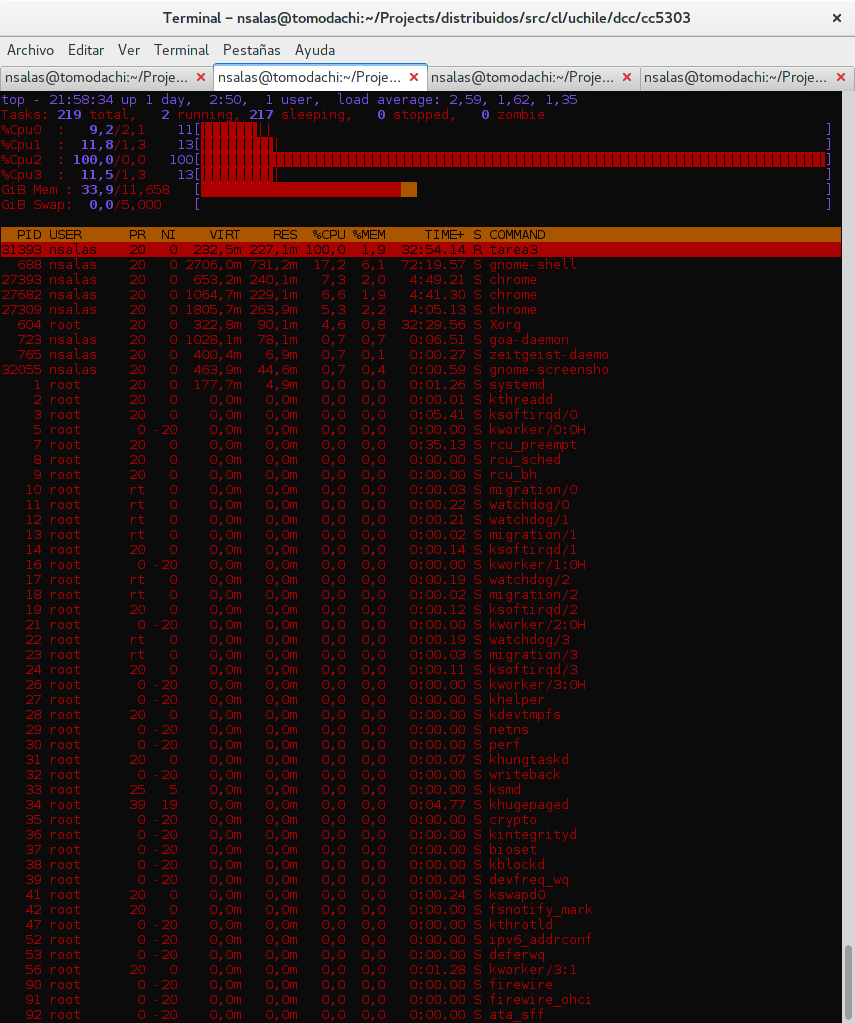 Terminal – nsalas@tomodachi:~/Projects/distribuidos/src/cl/uchile/dcc/cc5303
Archivo Editar Ver Terminal Pestañas Ayuda
nsalas@tomodachi:~/Proje... nsalas@tomodachi:~/Proje... nsalas@tomodachi:~/Proje... nsalas@tomodachi:~/Proje...
top - 21:58:34 up 1 day,  2:50,  1 user,  load average: 2,59, 1,62, 1,35
Tasks: 219 total,   2 running, 217 sleeping,   0 stopped,   0 zombie
%Cpu0  :   9,2/2,1    11[||||||||| ]
%Cpu1  :  11,8/1,3    13[|||||||||| ]
%Cpu2  : 100,0/0,0   100[|||||||||||||||||||||||||||||||||||||||||||||||||||||||||||||||||||||||||||||| ]
%Cpu3  :  11,5/1,3    13[|||||||||| ]
GiB Mem : 33,9/11,658   [ ]
GiB Swap:  0,0/5,000    [ ]
PID USER PR NI VIRT RES %CPU %MEM TIME+ S COMMAND
31393 nsalas 20 0 232,5m 227,1m 100,0 1,9 32:54.14 R tarea3
688 nsalas 20 0 2706,0m 731,2m 17,2 6,1 72:19.57 S gnome-shell
27393 nsalas 20 0 653,2m 240,1m 7,3 2,0 4:49.21 S chrome
27682 nsalas 20 0 1064,7m 229,1m 6,6 1,9 4:41.30 S chrome
27309 nsalas 20 0 1805,7m 263,9m 5,3 2,2 4:05.13 S chrome
604 root 20 0 322,8m 90,1m 4,6 0,8 32:29.56 S Xorg
723 nsalas 20 0 1028,1m 78,1m 0,7 0,7 0:06.51 S goa-daemon
765 nsalas 20 0 400,4m 6,9m 0,7 0,1 0:00.27 S zeitgeist-daemo
32055 nsalas 20 0 463,9m 44,6m 0,7 0,4 0:00.59 S gnome-screensho
1 root 20 0 177,7m 4,9m 0,0 0,0 0:01.26 S systemd
2 root 20 0 0,0m 0,0m 0,0 0,0 0:00.01 S kthreadd
3 root 20 0 0,0m 0,0m 0,0 0,0 0:05.41 S ksoftirqd/0
5 root 0 -20 0,0m 0,0m 0,0 0,0 0:00.00 S kworker/0:0H
7 root 20 0 0,0m 0,0m 0,0 0,0 0:35.13 S rcu_preempt
8 root 20 0 0,0m 0,0m 0,0 0,0 0:00.00 S rcu_sched
9 root 20 0 0,0m 0,0m 0,0 0,0 0:00.00 S rcu_bh
10 root rt 0 0,0m 0,0m 0,0 0,0 0:00.03 S migration/0
11 root rt 0 0,0m 0,0m 0,0 0,0 0:00.22 S watchdog/0
12 root rt 0 0,0m 0,0m 0,0 0,0 0:00.21 S watchdog/1
13 root rt 0 0,0m 0,0m 0,0 0,0 0:00.02 S migration/1
14 root 20 0 0,0m 0,0m 0,0 0,0 0:00.14 S ksoftirqd/1
16 root 0 -20 0,0m 0,0m 0,0 0,0 0:00.00 S kworker/1:0H
17 root rt 0 0,0m 0,0m 0,0 0,0 0:00.19 S watchdog/2
18 root rt 0 0,0m 0,0m 0,0 0,0 0:00.02 S migration/2
19 root 20 0 0,0m 0,0m 0,0 0,0 0:00.12 S ksoftirqd/2
21 root 0 -20 0,0m 0,0m 0,0 0,0 0:00.00 S kworker/2:0H
22 root rt 0 0,0m 0,0m 0,0 0,0 0:00.19 S watchdog/3
23 root rt 0 0,0m 0,0m 0,0 0,0 0:00.03 S migration/3
24 root 20 0 0,0m 0,0m 0,0 0,0 0:00.11 S ksoftirqd/3
26 root 0 -20 0,0m 0,0m 0,0 0,0 0:00.00 S kworker/3:0H
27 root 0 -20 0,0m 0,0m 0,0 0,0 0:00.00 S khelper
28 root 20 0 0,0m 0,0m 0,0 0,0 0:00.00 S kdevtmpfs
29 root 0 -20 0,0m 0,0m 0,0 0,0 0:00.00 S netns
30 root 0 -20 0,0m 0,0m 0,0 0,0 0:00.00 S perf
31 root 20 0 0,0m 0,0m 0,0 0,0 0:00.07 S khungtaskd
32 root 0 -20 0,0m 0,0m 0,0 0,0 0:00.00 S writeback
33 root 25 5 0,0m 0,0m 0,0 0,0 0:00.00 S ksmd
34 root 39 19 0,0m 0,0m 0,0 0,0 0:04.77 S khugepaged
35 root 0 -20 0,0m 0,0m 0,0 0,0 0:00.00 S crypto
36 root 0 -20 0,0m 0,0m 0,0 0,0 0:00.00 S kintegrityd
37 root 0 -20 0,0m 0,0m 0,0 0,0 0:00.00 S bioset
38 root 0 -20 0,0m 0,0m 0,0 0,0 0:00.00 S kblockd
39 root 0 -20 0,0m 0,0m 0,0 0,0 0:00.00 S devfreq_wq
41 root 20 0 0,0m 0,0m 0,0 0,0 0:00.24 S kswapd0
42 root 20 0 0,0m 0,0m 0,0 0,0 0:00.00 S fsnotify_mark
47 root 0 -20 0,0m 0,0m 0,0 0,0 0:00.00 S kthrotld
52 root 0 -20 0,0m 0,0m 0,0 0,0 0:00.00 S ipv6_addrconf
53 root 0 -20 0,0m 0,0m 0,0 0,0 0:00.00 S deferwq
56 root 20 0 0,0m 0,0m 0,0 0,0 0:01.28 S kworker/3:1
90 root 0 -20 0,0m 0,0m 0,0 0,0 0:00.00 S firewire
91 root 0 -20 0,0m 0,0m 0,0 0,0 0:00.00 S firewire_ohci
92 root 0 -20 0,0m 0,0m 0,0 0,0 0:00.00 S ata_sff